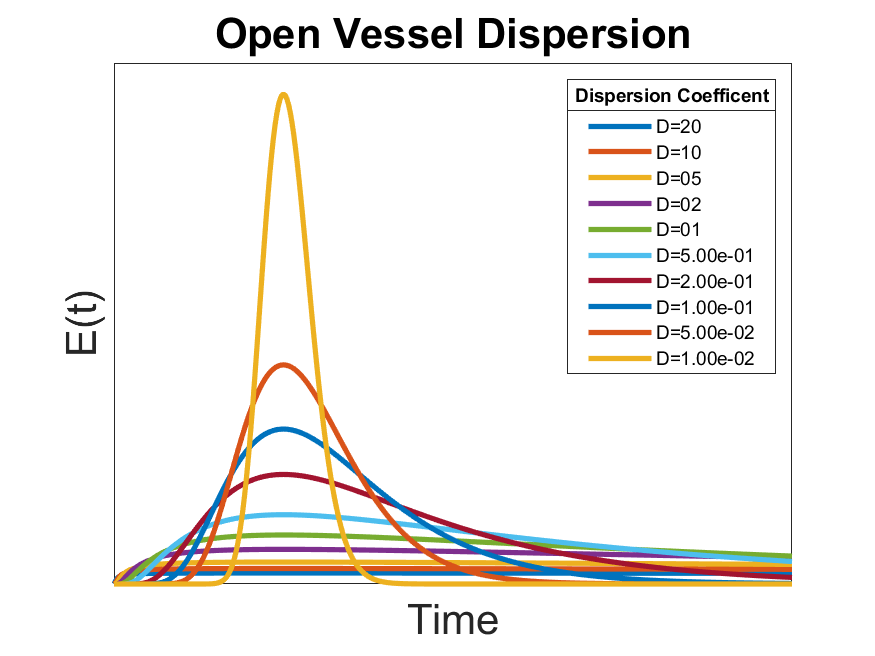 Open Vessel Dispersion
Dispersion Coefficent
D=20
D=10
D=05
D=02
D=01
D=5.00e-01
D=2.00e-01
D=1.00e-01
D=5.00e-02
D=1.00e-02
E(t)
Time